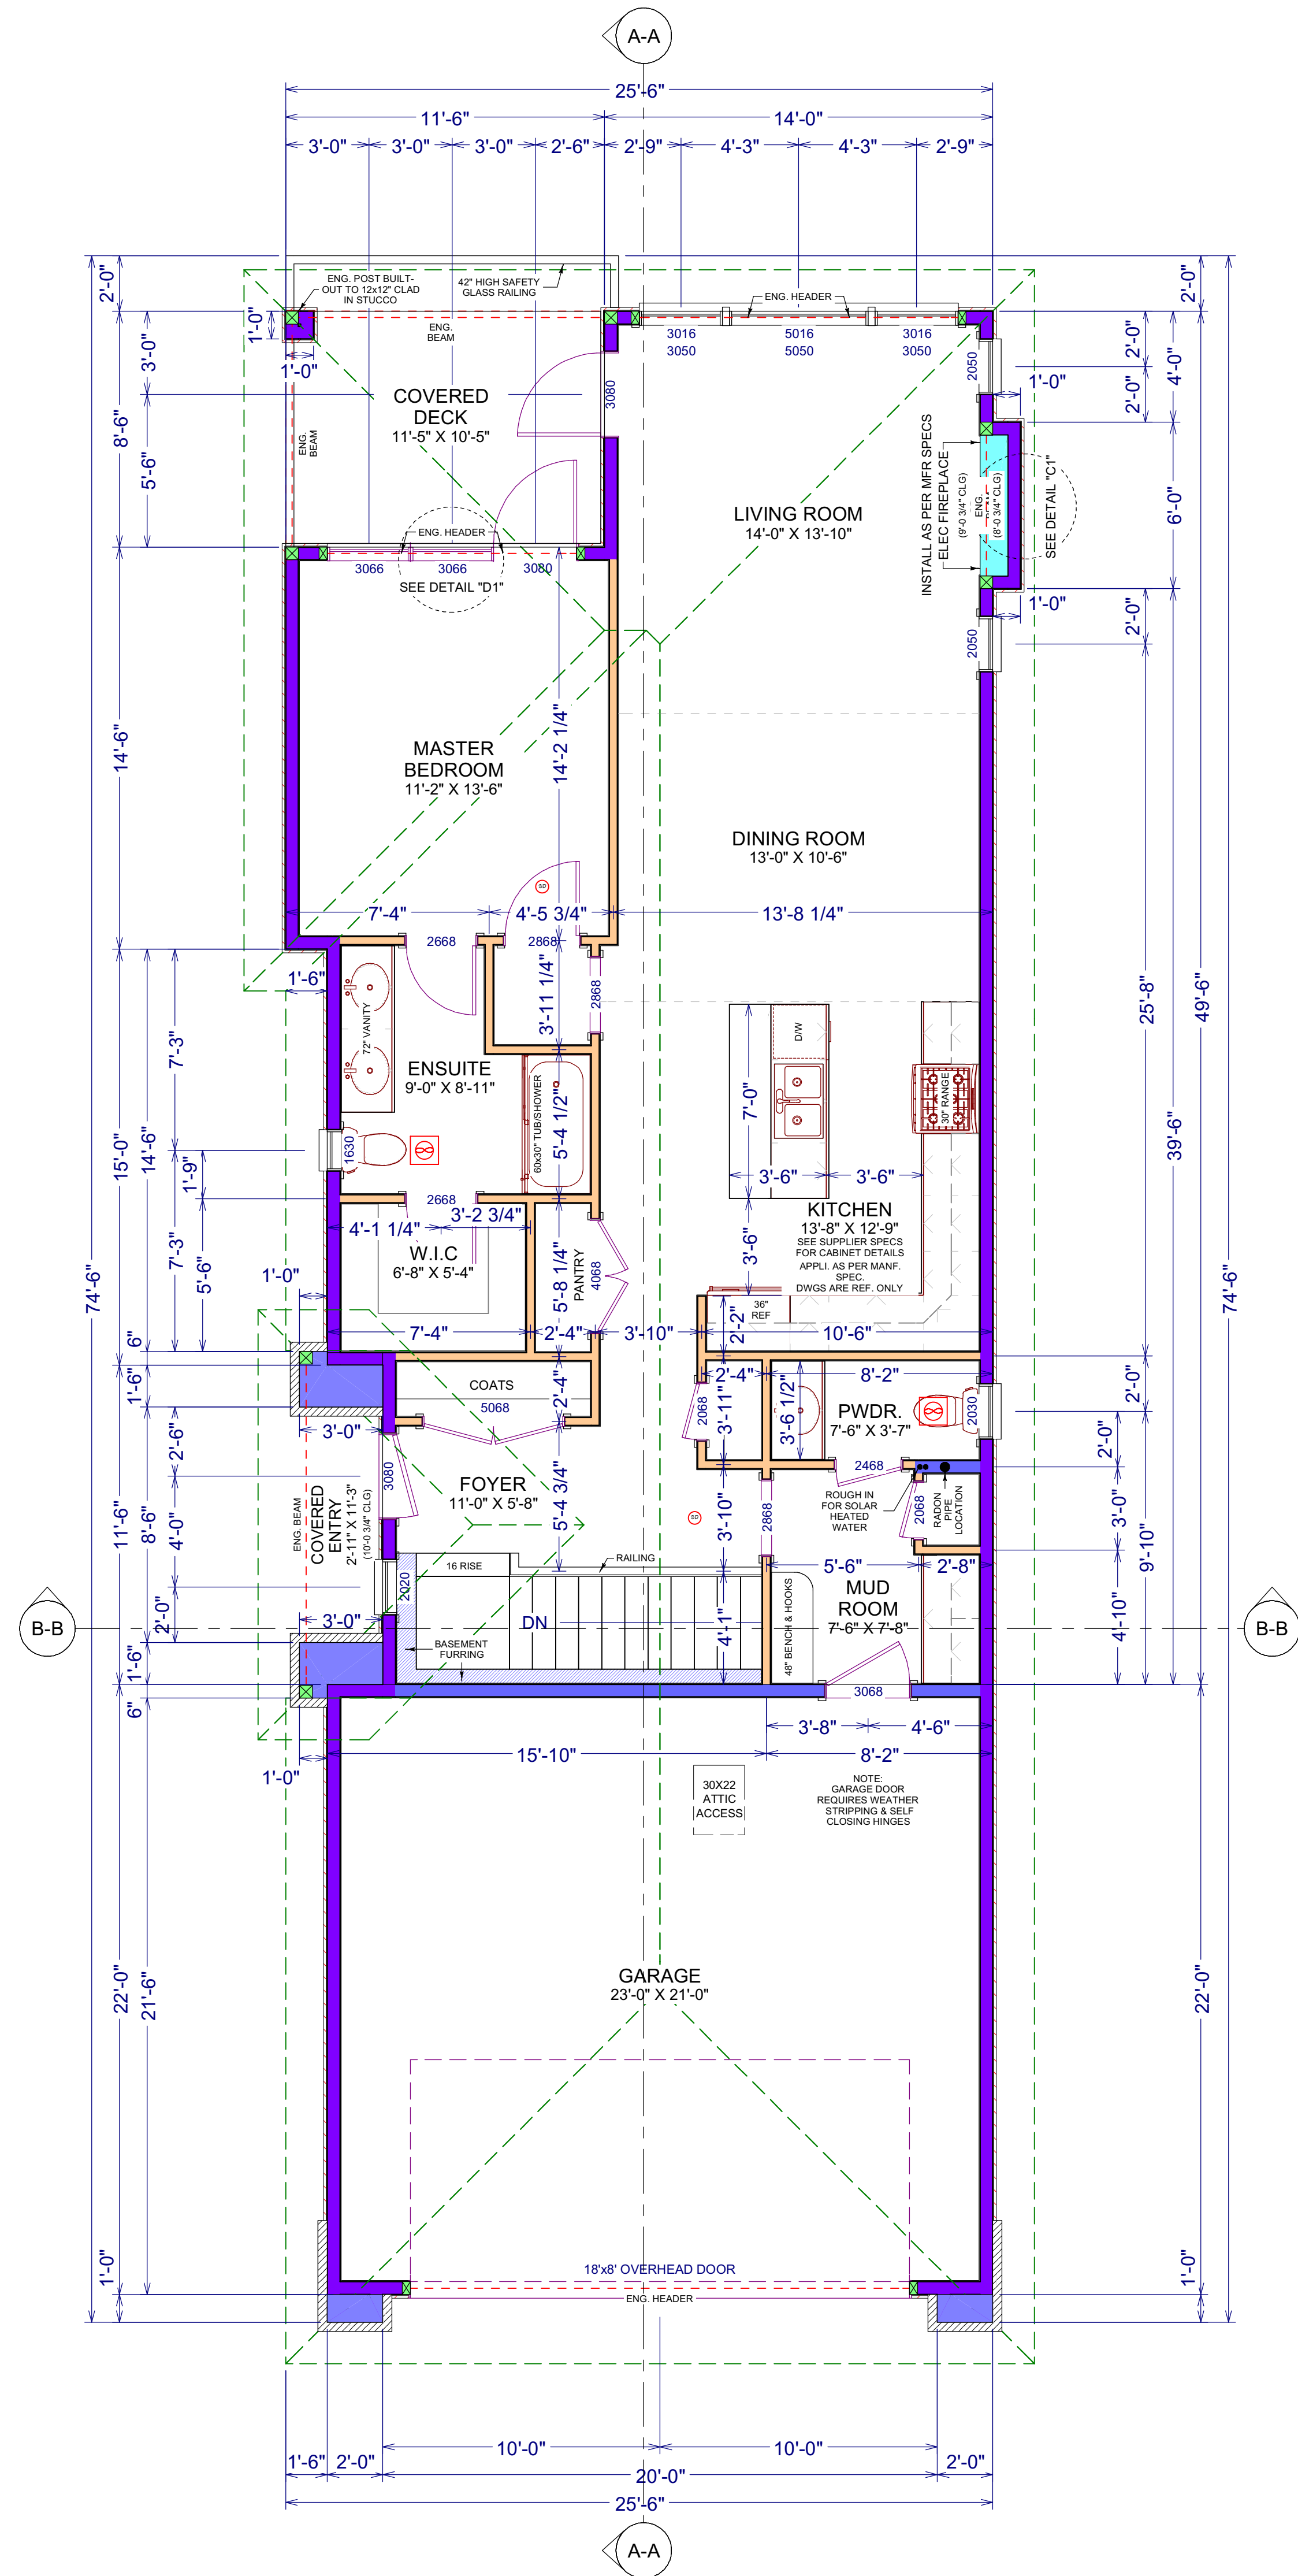 A-A
25'-6"
11'-6"
14'-0"
3'-0"
3'-0"
3'-0"
2'-6"
2'-9"
4'-3"
4'-3"
2'-9"
2'-0"
2'-0"
ENG. POST BUILT-
OUT TO 12x12" CLAD
IN STUCCO
42" HIGH SAFETY
GLASS RAILING
ENG. HEADER
ENG.
BEAM
3016
5016
3016
3050
5050
3050
1'-0"
1'-0"
3'-0"
8'-6"
5'-6"
COVERED
DECK
11'-5" X 10'-5"
ENG.
BEAM
3080
2050
2'-0"
4'-0"
2'-0"
1'-0"
INSTALL AS PER MFR SPECS
ELEC FIREPLACE
(9'-0 3/4" CLG)
ENG.
(8'-0 3/4" CLG)
SEE DETAIL "C1"
6'-0"
LIVING ROOM
14'-0" X 13'-10"
ENG. HEADER
3066
3066
3080
SEE DETAIL "D1"
1'-0"
2'-0"
2050
14'-6"
14'-2 1/4"
MASTER
BEDROOM
11'-2" X 13'-6"
DINING ROOM
13'-0" X 10'-6"
SD
7'-4"
4'-5 3/4"
13'-8 1/4"
2668
2868
2868
1'-6"
3'-11 1/4"
25'-8"
49'-6"
39'-6"
7'-3"
72" VANITY
ENSUITE
9'-0" X 8'-11"
60x30" TUB/SHOWER
5'-4 1/2"
D/W
30" RANGE
7'-0"
3'-6"
3'-6"
15'-0"
14'-6"
1'-9"
1630
2668
74'-6"
74'-6"
7'-3"
5'-6"
4'-1 1/4"
3'-2 3/4"
W.I.C
6'-8" X 5'-4"
5'-8 1/4"
PANTRY
4068
3'-6"
KITCHEN
13'-8" X 12'-9"
SEE SUPPLIER SPECS
FOR CABINET DETAILS
APPLI. AS PER MANF.
SPEC.
DWGS ARE REF. ONLY
36"
REF
1'-0"
7'-4"
2'-4"
3'-10"
2'-2"
10'-6"
6"
1'-6"
COATS
5068
2'-4"
2'-4"
8'-2"
2068
3'-11"
3'-6 1/2"
PWDR.
7'-6" X 3'-7"
2030
2'-0"
2'-0"
3'-0"
2'-6"
3080
FOYER
11'-0" X 5'-8"
5'-4 3/4"
SD
3'-10"
2868
2468
ROUGH IN
FOR SOLAR
HEATED
WATER
2068
RADON
PIPE
LOCATION
3'-0"
9'-10"
11'-6"
8'-6"
4'-0"
ENG. BEAM
COVERED
ENTRY
2'-11" X 11'-3"
(10'-0 3/4" CLG)
16 RISE
RAILING
5'-6"
2'-8"
2020
DN
4'-1"
48" BENCH & HOOKS
MUD
ROOM
7'-6" X 7'-8"
4'-10"
2'-0"
3'-0"
B-B
B-B
BASEMENT
FURRING
1'-6"
6"
3068
3'-8"
4'-6"
15'-10"
8'-2"
1'-0"
30X22
ATTIC
ACCESS
NOTE:
GARAGE DOOR
REQUIRES WEATHER
STRIPPING & SELF
CLOSING HINGES
22'-0"
21'-6"
22'-0"
GARAGE
23'-0" X 21'-0"
1'-0"
1'-0"
18'x8' OVERHEAD DOOR
ENG. HEADER
10'-0"
10'-0"
1'-6"
2'-0"
20'-0"
2'-0"
25'-6"
A-A